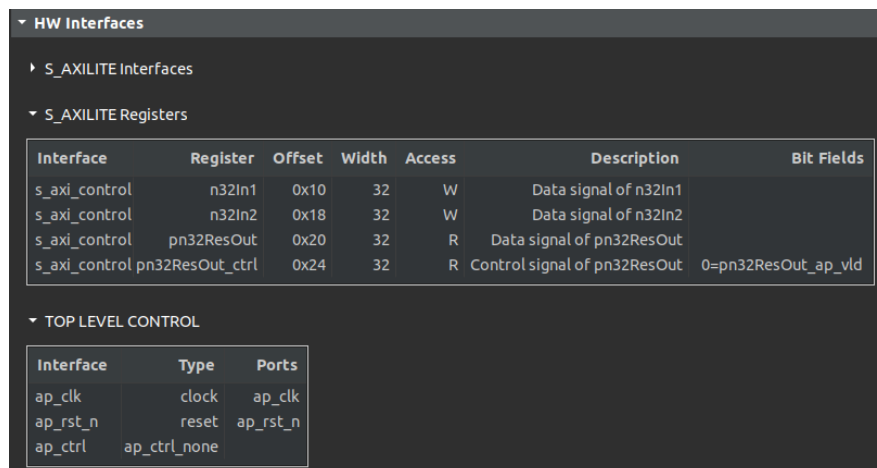 HW Interfaces
S_AXILITE Interfaces
S_AXILITE Registers
Interface Register Offset Width Access Description Bit Fields
s_axi_control n32In1 0x10 32 W Data signal of n32In1
s_axi_control n32In2 0x18 32 W Data signal of n32In2
s_axi_control pn32ResOut 0x20 32 R Data signal of pn32ResOut
s_axi_control pn32ResOut_ctrl 0x24 32 R Control signal of pn32ResOut 0=pn32ResOut_ap_vld
TOP LEVEL CONTROL
Interface Type Ports
ap_clk clock ap_clk
ap_rst_n reset ap_rst_n
ap_ctrl ap_ctrl_none